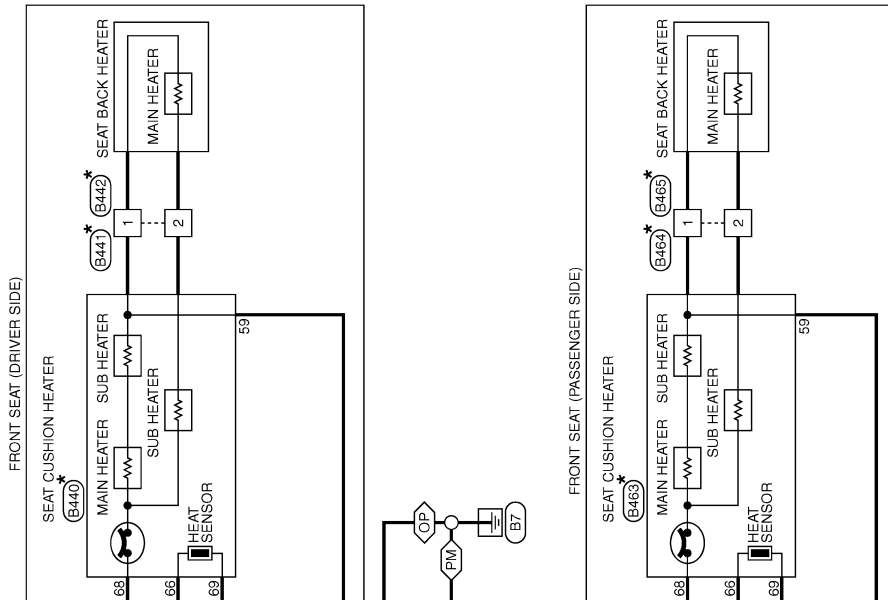 FRONT SEAT (DRIVER SIDE)
SEAT BACK HEATER
MAIN HEATER
*
B442
*
B441
1
2
59
SEAT CUSHION HEATER
*
B440
SUB HEATER
SUB HEATER
MAIN HEATER
HEAT
SENSOR
68
66
69
OP
PM
B7
FRONT SEAT (PASSENGER SIDE)
SEAT BACK HEATER
MAIN HEATER
*
B465
*
B464
1
2
59
SEAT CUSHION HEATER
*
B463
SUB HEATER
SUB HEATER
MAIN HEATER
HEAT
SENSOR
68
66
69